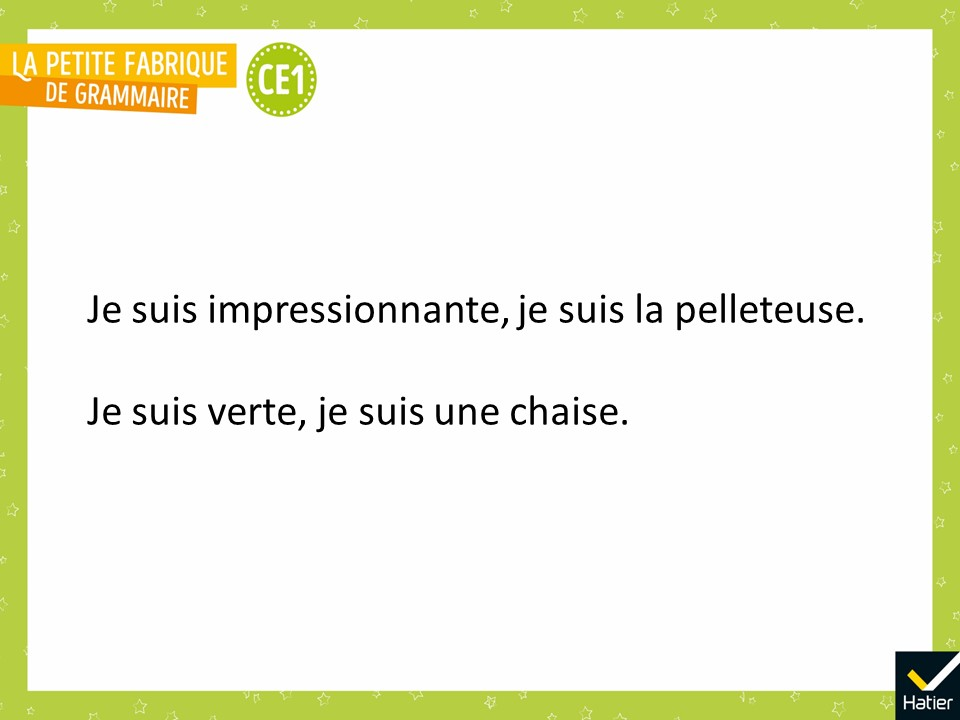 LA PETITE FABRIQUE
DE GRAMMAIRE
CE1
Je suis impressionnante, je suis la pelleteuse.
Je suis verte, je suis une chaise.
Hatier